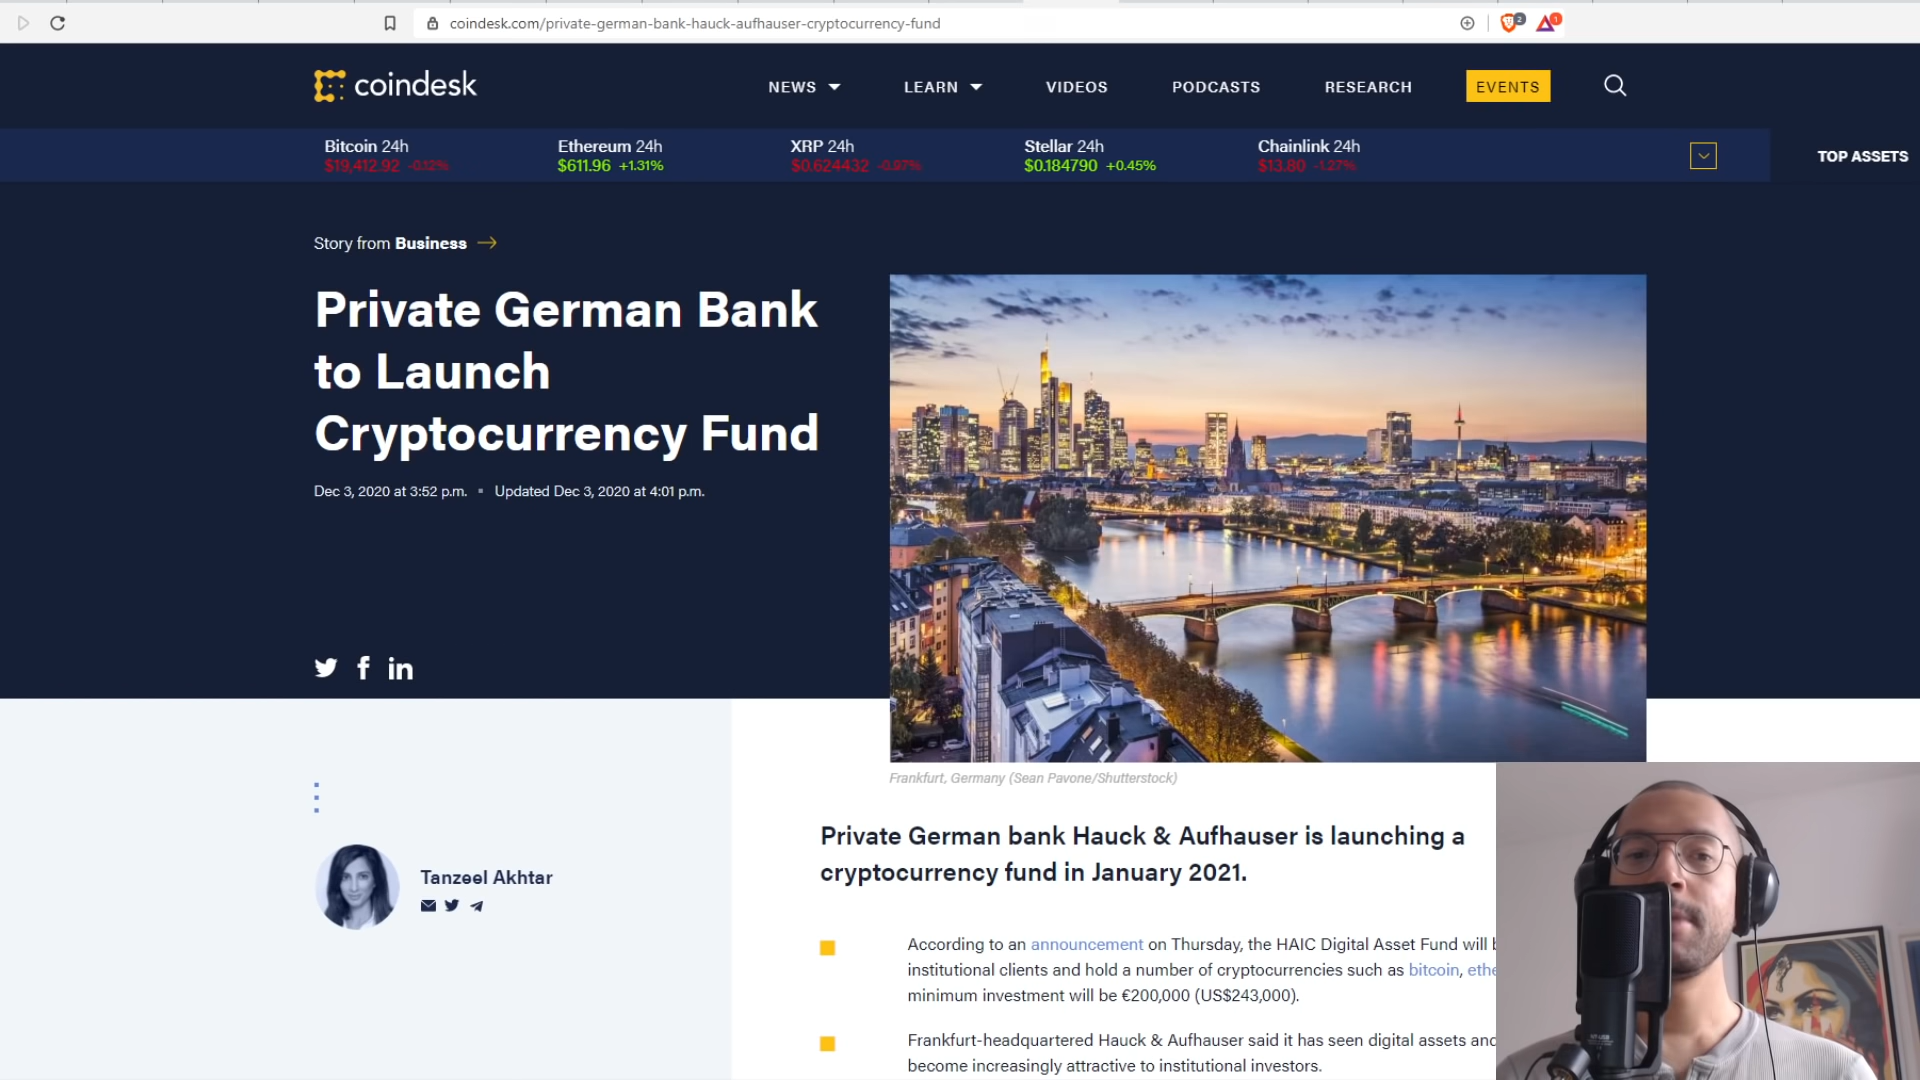 coindesk.com/private-german-bank-hauck-aufhauser-cryptocurrency-fund
2
1
coindesk
NEWS
LEARN
VIDEOS
PODCASTS
RESEARCH
EVENTS
Bitcoin 24h
$19,412.92 -0.12%
Ethereum 24h
$611.96 +1.31%
XRP 24h
$0.624432 -0.97%
Stellar 24h
$0.184790 +0.45%
Chainlink 24h
$13.80 -1.27%
TOP ASSETS
Story from Business
Private German Bank
to Launch
Cryptocurrency Fund
Dec 3, 2020 at 3:52 p.m. ▪ Updated Dec 3, 2020 at 4:01 p.m.
Frankfurt, Germany (Sean Pavone/Shutterstock)
Tanzeel Akhtar
Private German bank Hauck & Aufhauser is launching a
cryptocurrency fund in January 2021.
According to an announcement on Thursday, the HAIC Digital Asset Fund will
institutional clients and hold a number of cryptocurrencies such as bitcoin,
minimum investment will be €200,000 (US$243,000).
Frankfurt-headquartered Hauck & Aufhauser said it has seen digital assets and
become increasingly attractive to institutional investors.